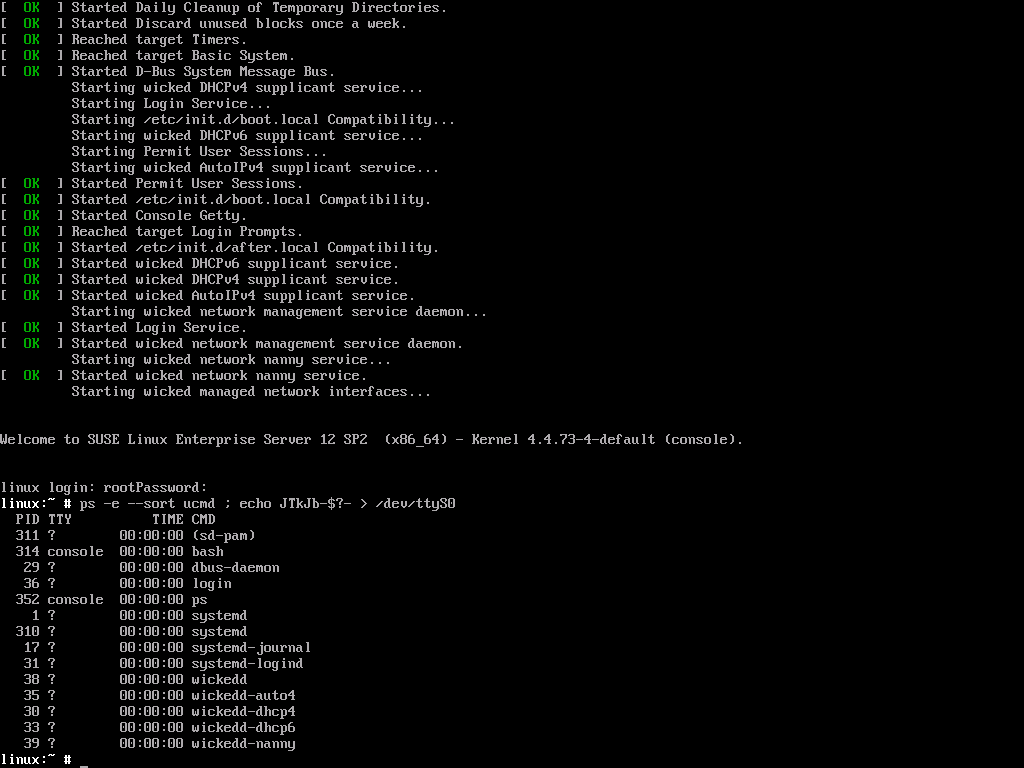 [  OK  ] Started Daily Cleanup of Temporary Directories.
[  OK  ] Started Discard unused blocks once a week.
[  OK  ] Reached target Timers.
[  OK  ] Reached target Basic System.
[  OK  ] Started D-Bus System Message Bus.
         Starting wicked DHCPv4 supplicant service...
         Starting Login Service...
         Starting /etc/init.d/boot.local Compatibility...
         Starting wicked DHCPv6 supplicant service...
         Starting Permit User Sessions...
         Starting wicked AutoIPv4 supplicant service...
[  OK  ] Started Permit User Sessions.
[  OK  ] Started /etc/init.d/boot.local Compatibility.
[  OK  ] Started Console Getty.
[  OK  ] Reached target Login Prompts.
[  OK  ] Started /etc/init.d/after.local Compatibility.
[  OK  ] Started wicked DHCPv6 supplicant service.
[  OK  ] Started wicked DHCPv4 supplicant service.
[  OK  ] Started wicked AutoIPv4 supplicant service.
         Starting wicked network management service daemon...
[  OK  ] Started Login Service.
[  OK  ] Started wicked network management service daemon.
         Starting wicked network nanny service...
[  OK  ] Started wicked network nanny service.
         Starting wicked managed network interfaces...
Welcome to SUSE Linux Enterprise Server 12 SP2  (x86_64) - Kernel 4.4.73-4-default (console).
linux login: rootPassword:
linux:~ # ps -e --sort ucmd ; echo JTkJb-$?- > /dev/ttyS0
  PID TTY          TIME CMD
  311 ?        00:00:00 (sd-pam)
  314 console  00:00:00 bash
   29 ?        00:00:00 dbus-daemon
   36 ?        00:00:00 login
  352 console  00:00:00 ps
    1 ?        00:00:00 systemd
  310 ?        00:00:00 systemd
   17 ?        00:00:00 systemd-journal
   31 ?        00:00:00 systemd-logind
   38 ?        00:00:00 wickedd
   35 ?        00:00:00 wickedd-auto4
   30 ?        00:00:00 wickedd-dhcp4
   33 ?        00:00:00 wickedd-dhcp6
   39 ?        00:00:00 wickedd-nanny
linux:~ # _